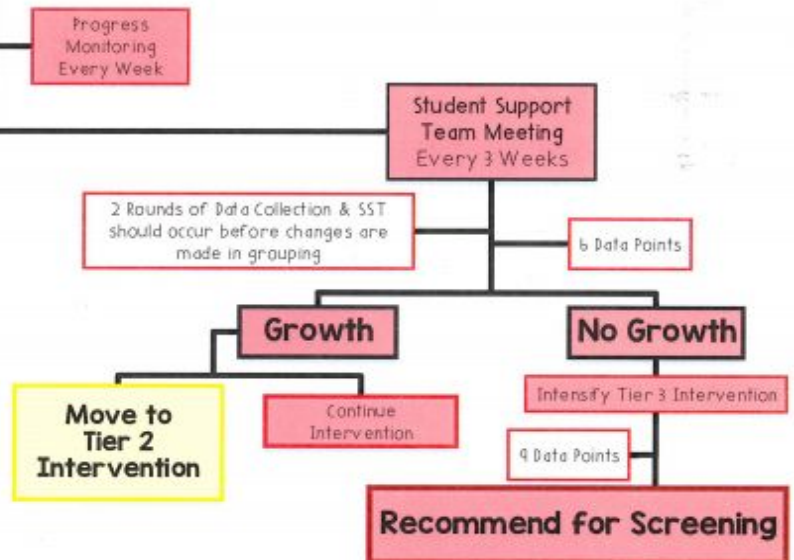 Progress
Monitoring
Every Week
Student Support
Team Meeting
Every 3 Weeks
2 Rounds of Data Collection & SST
should occur before changes are
made in grouping
6 Data Points
Growth
No Growth
Move to
Tier 2
Intervention
Continue
Intervention
Intensify Tier 3 Intervention
9 Data Points
Recommend for Screening